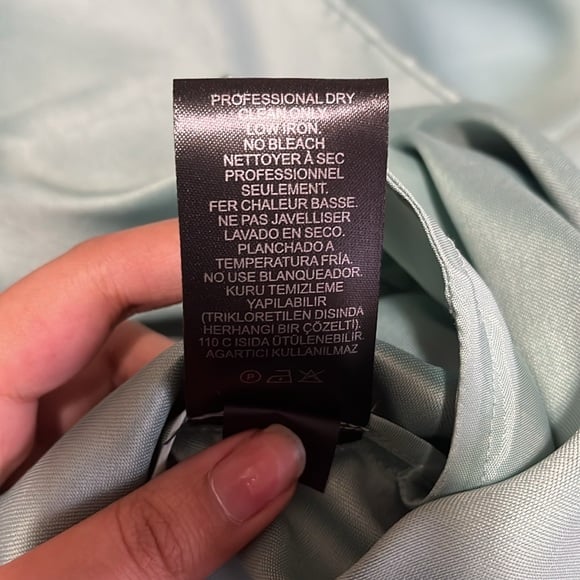 PROFESSIONAL DRY
CLEAN ONLY
LOW IRON.
NO BLEACH
NETTOYER À SEC
PROFESSIONNEL
SEULEMENT.
FER CHALEUR BASSE.
NE PAS JAVELLISER
LAVADO EN SECO.
PLANCHADO A
TEMPERATURA FRÍA.
NO USE BLANQUEADOR.
KURU TEMIZLEME
YAPILABILIR
(TRIKLORETILEN DISINDA
HERHANGI BIR ÇÖZELTI).
110 C ISIDA ÜTÜLENEBILIR.
AGARTICI KULLANILMAZ
P